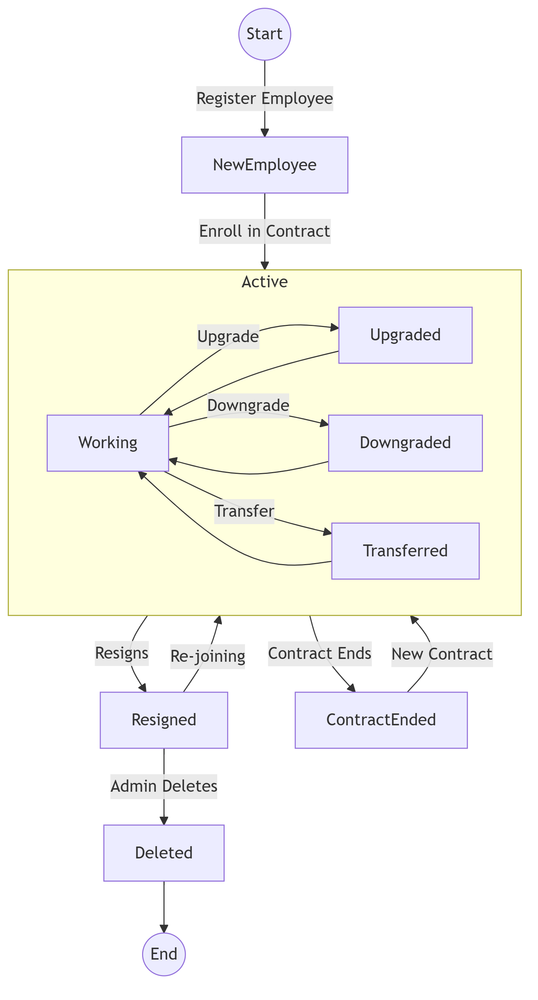 Start
Register Employee
NewEmployee
Enroll in Contract
Active
Upgrade
Upgraded
Downgrade
Working
Downgraded
Transfer
Transferred
Resigns
Re-joining
Contract Ends
New Contract
Resigned
ContractEnded
Admin Deletes
Deleted
End